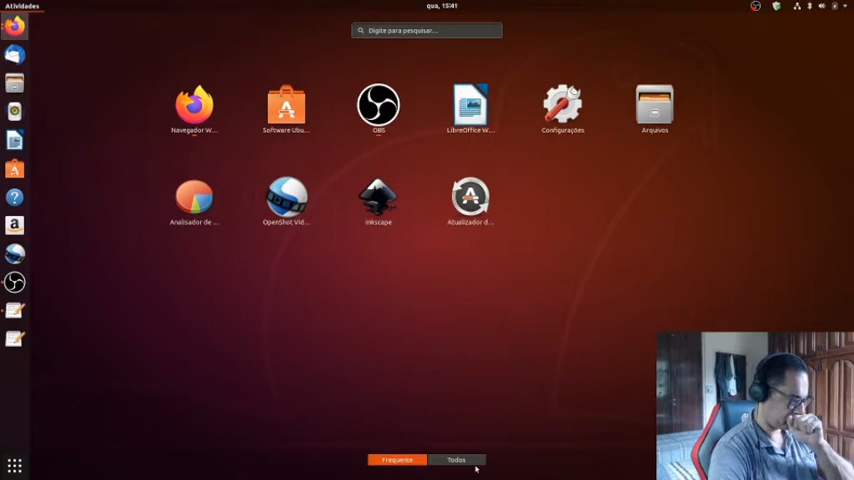 Atividades
qua, 15:41
Digite para pesquisar...
Navegador W...
Software Ubu...
OBS
LibreOffice W...
Configurações
Arquivos
Analisador de ...
OpenShot Vid...
Inkscape
Atualizador d...
Frequente
Todos